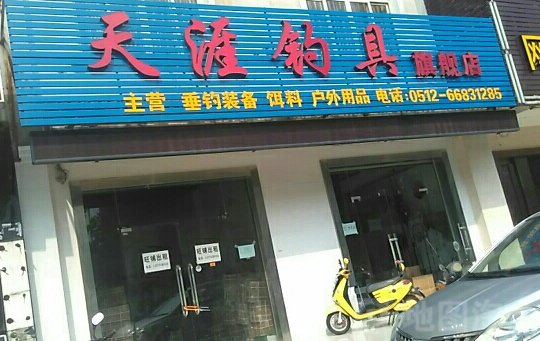 天涯钓具 旗舰店
主营 垂钓装备 饵料 户外用品 电话:0512-66831285
旺铺出租
旺铺出租